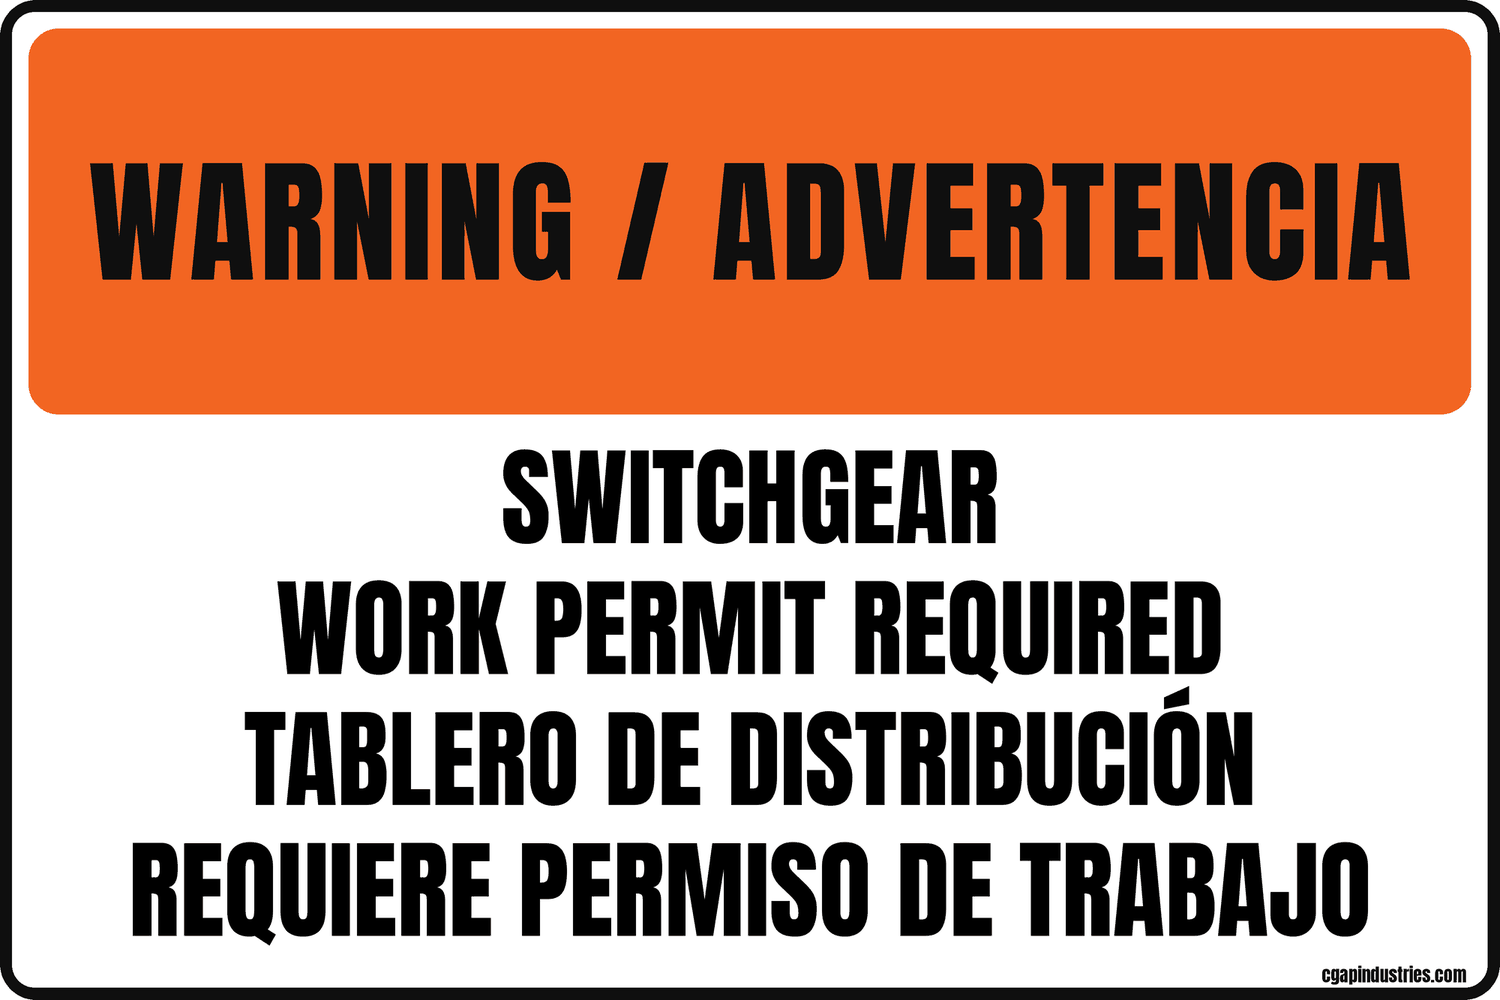 WARNING / ADVERTENCIA
SWITCHGEAR
WORK PERMIT REQUIRED
TABLERO DE DISTRIBUCIÓN
REQUIERE PERMISO DE TRABAJO
cgapindustries.com